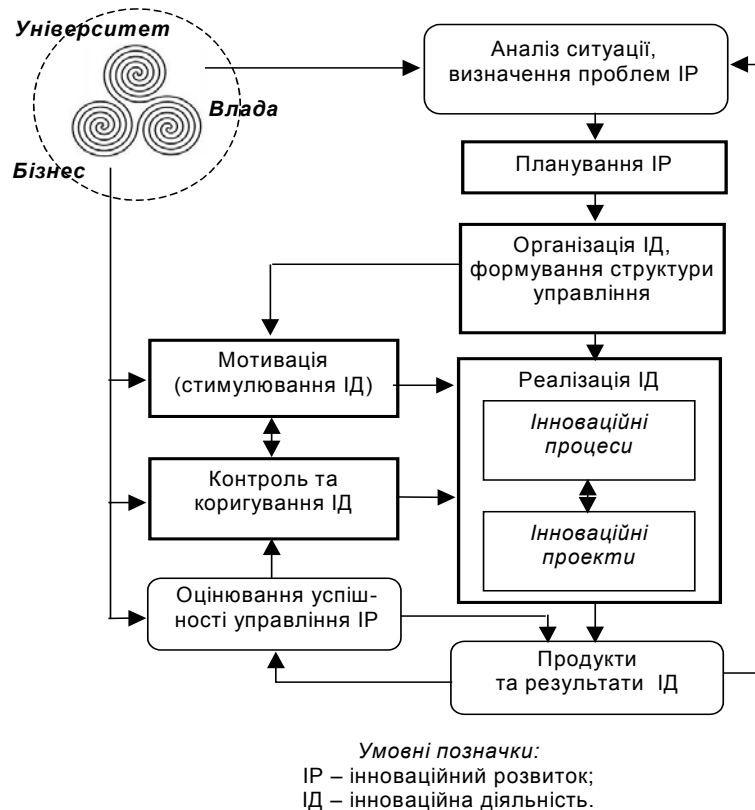 Університет
Влада
Бізнес
Аналіз ситуації,
визначення проблем ІР
Планування ІР
Організація ІД,
формування структури
управління
Мотивація
(стимулювання ІД)
Реалізація ІД
Інноваційні
процеси
Контроль та
коригування ІД
Інноваційні
проекти
Оцінювання успіш-
ності управління ІР
Продукти
та результати ІД
Умовні позначки:
ІР – інноваційний розвиток;
ІД – інноваційна діяльність.